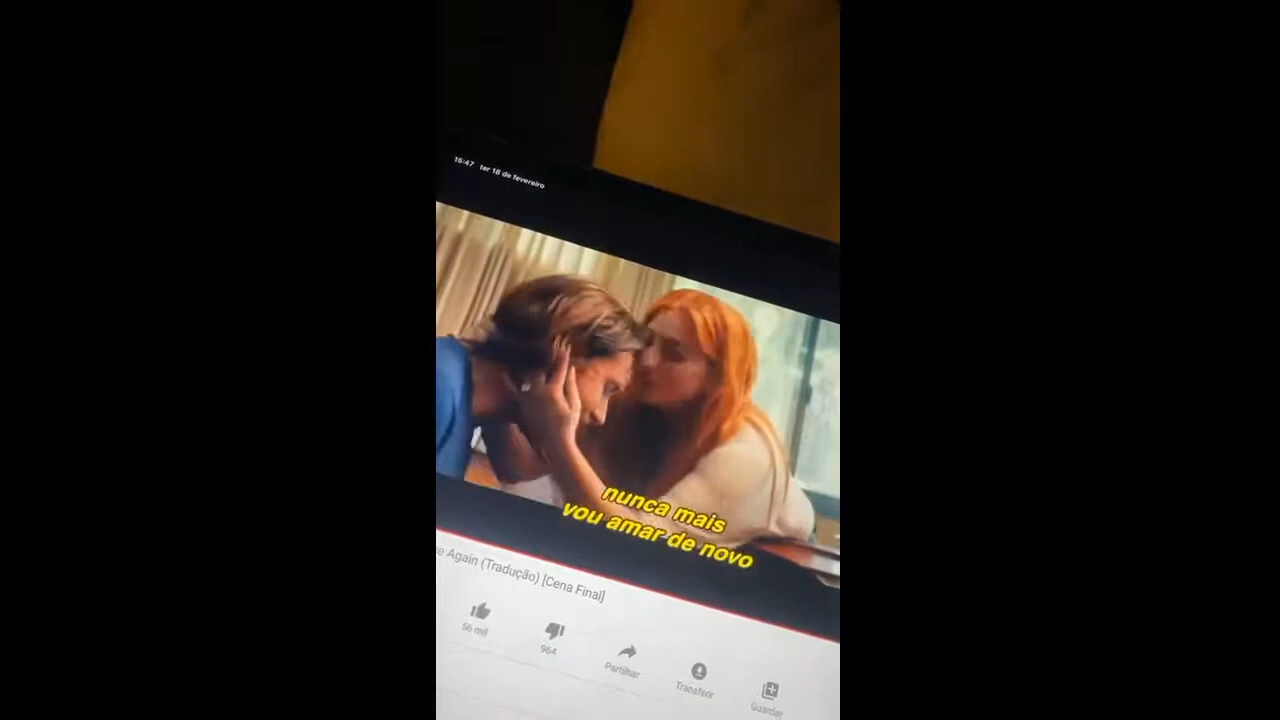 15:47 ter 18 de fevereiro
nunca mais
vou amar de novo
e Again (Tradução) [Cena Final]
56 mil
964
Partilhar
Transferir
Guardar